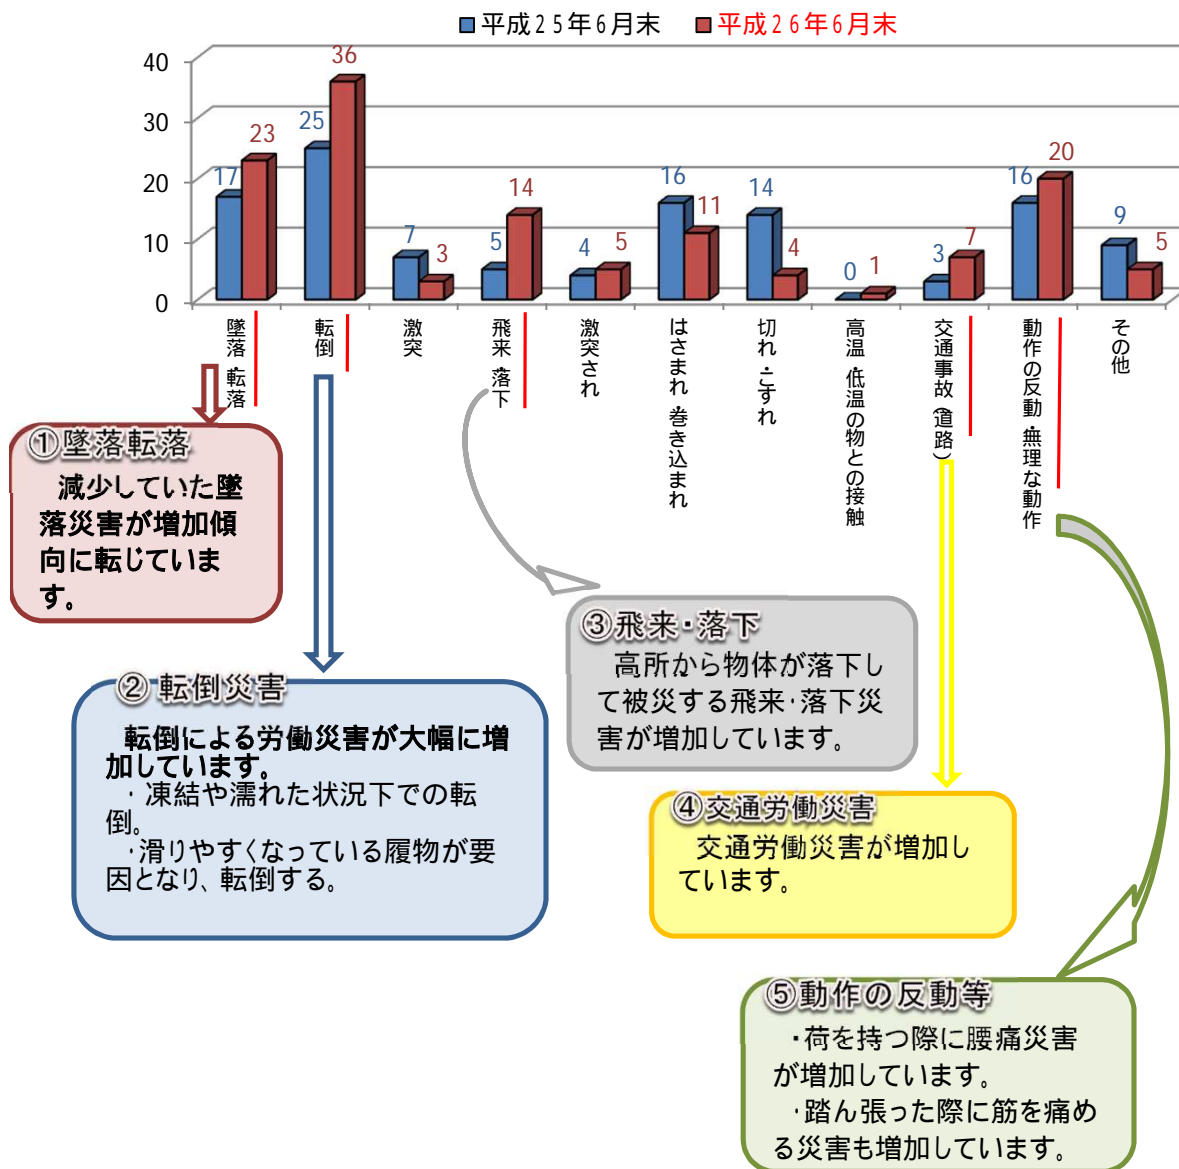 平成25年6月末 平成26年6月末
40
30
20
10
0
17 23
25 36
7 3
5 14
4 5
16 11
14 4
0 1
3 7
16 20
9 5
墜落・転落
転倒
激突
飛来・落下
激突され
はさまれ・巻き込まれ
切れ・こすれ
高温・低温の物との接触
交通事故（道路）
動作の反動・無理な動作
その他
①墜落転落
減少していた墜
落災害が増加傾
向に転じていま
す。
② 転倒災害
転倒による労働災害が大幅に増
加しています。
・凍結や濡れた状況下での転
倒。
・滑りやすくなっている履物が要
因となり、転倒する。
③飛来・落下
高所から物体が落下し
て被災する飛来・落下災
害が増加しています。
④交通労働災害
交通労働災害が増加し
ています。
⑤動作の反動等
・荷を持つ際に腰痛災害
が増加しています。
・踏ん張った際に筋を痛め
る災害も増加しています。